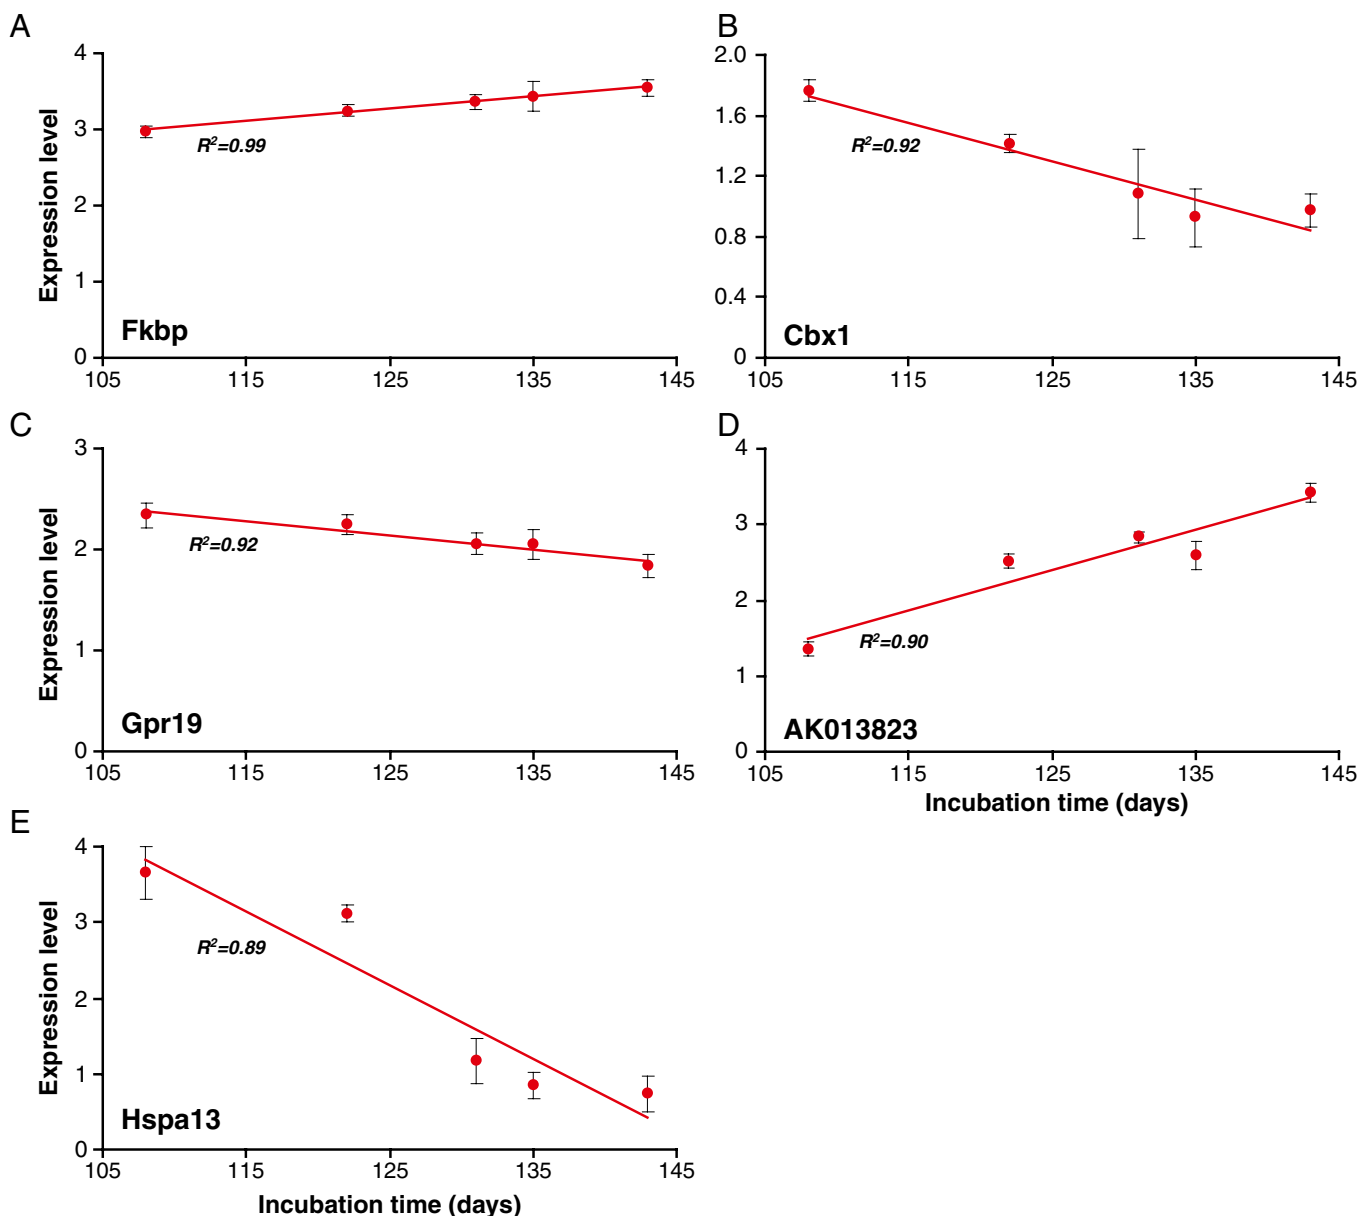 A
Expression level
4
3
2
1
0
R²=0.99
Fkbp
105 115 125 135 145
B
2.0
1.6
1.2
0.8
0.4
0
R²=0.92
Cbx1
105 115 125 135 145
C
Expression level
3
2
1
0
R²=0.92
Gpr19
105 115 125 135 145
D
4
3
2
1
0
R²=0.90
AK013823
105 115 125 135 145
Incubation time (days)
E
Expression level
4
3
2
1
0
R²=0.89
Hspa13
105 115 125 135 145
Incubation time (days)